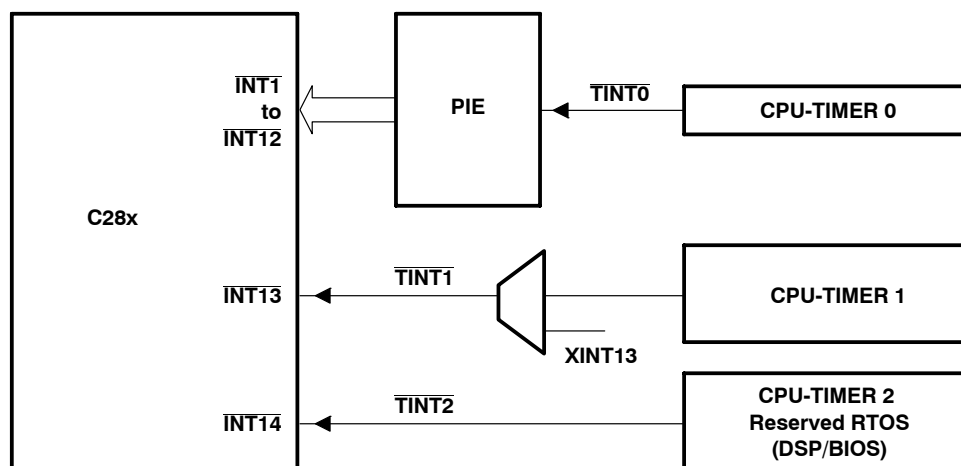 INT1
to
INT12
PIE
TINT0
CPU-TIMER 0
C28x
INT13
TINT1
CPU-TIMER 1
XINT13
INT14
TINT2
CPU-TIMER 2
Reserved RTOS
(DSP/BIOS)